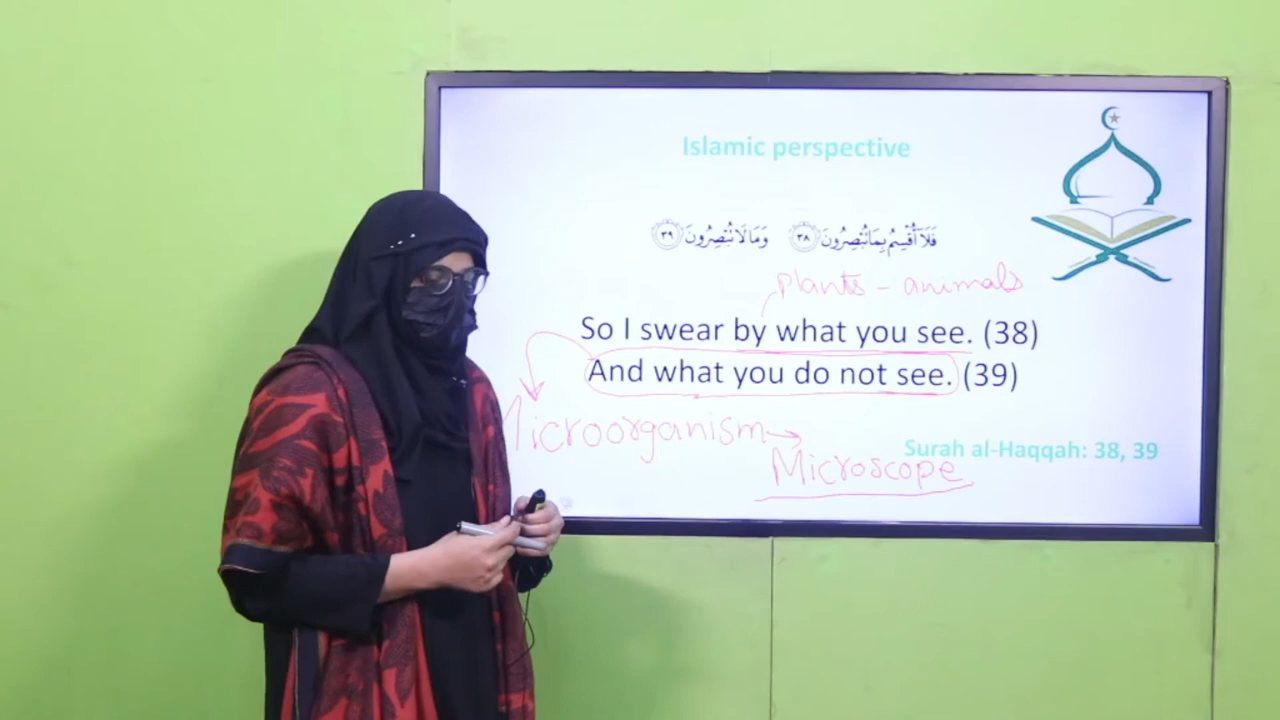 Islamic perspective
فَلَآ أُقْسِمُ بِمَا تُبْصِرُونَ ٣٨ وَمَا لَا تُبْصِرُونَ ٣٩
plants - animals
So I swear by what you see. (38)
And what you do not see. (39)
Microorganism →
Surah al-Haqqah: 38, 39
Microscope